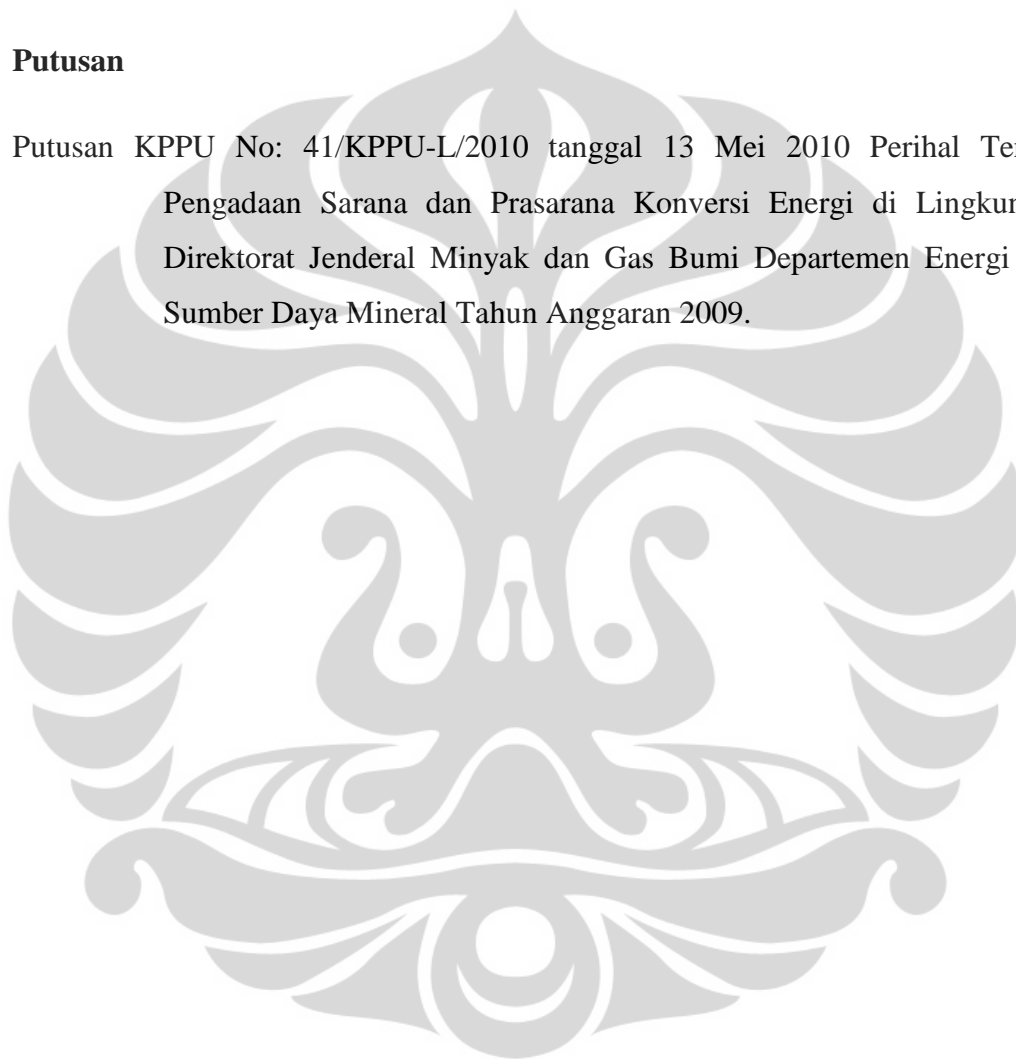 Putusan
Putusan KPPU No: 41/KPPU-L/2010 tanggal 13 Mei 2010 Perihal
Pengadaan Sarana dan Prasarana Konversi Energi di
Direktorat Jenderal Minyak dan Gas Bumi Departemen Energi
Sumber Daya Mineral Tahun Anggaran 2009.